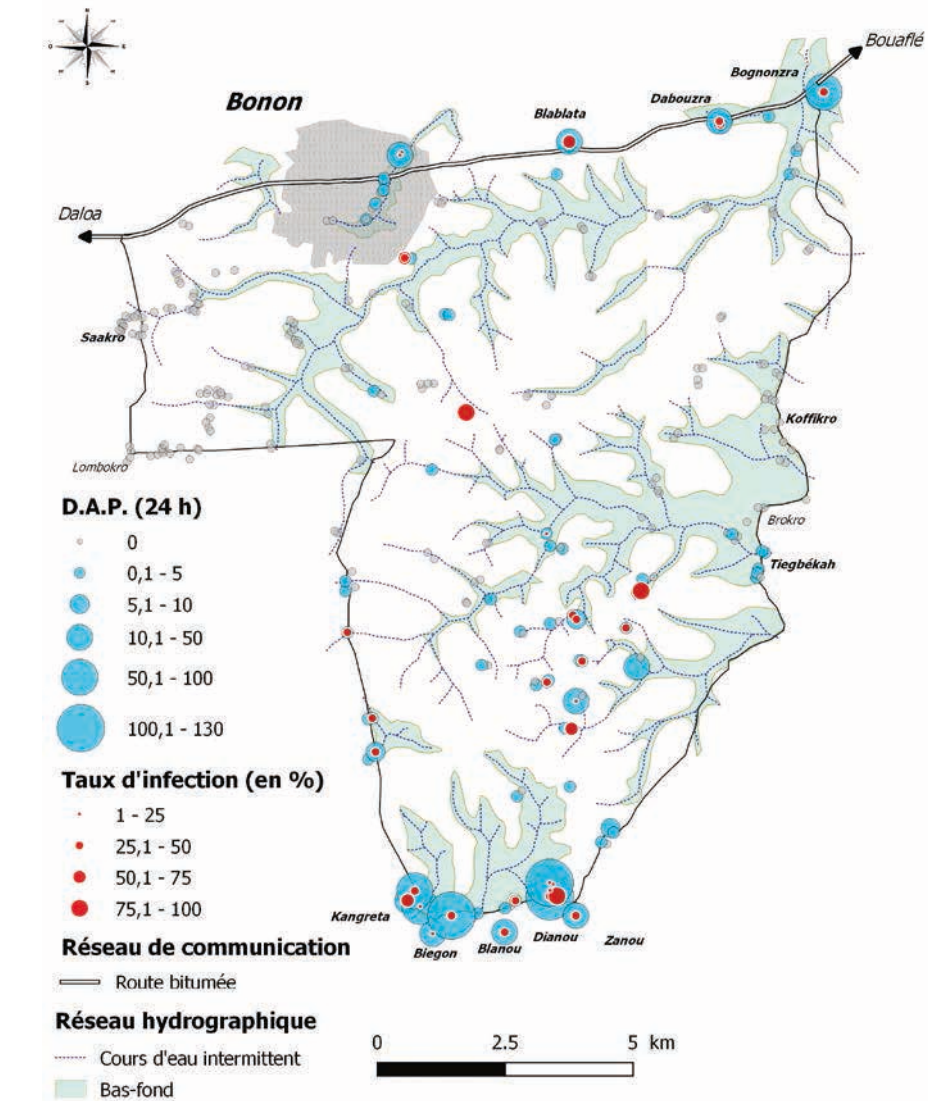 N
O
E
S
Bouaflé
Bognonzra
Dabouzra
Bonon
Blablata
Daloa
Saakro
Koffikro
Lombokro
D.A.P. (24 h)
Brokro
0
0,1 - 5
Tiegbékah
5,1 - 10
10,1 - 50
50,1 - 100
100,1 - 130
Taux d'infection (en %)
1 - 25
25,1 - 50
50,1 - 75
75,1 - 100
Kangreta
Biegon
Blanou
Dianou
Zanou
Réseau de communication
Route bitumée
Réseau hydrographique
0 2.5 5 km
Cours d'eau intermittent
Bas-fond